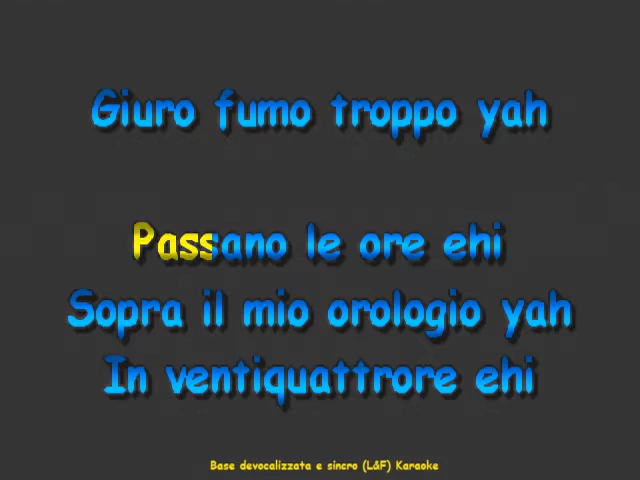 Giuro fumo troppo yah
Passano le ore ehi
Sopra il mio orologio yah
In ventiquattrore ehi
Base devocalizzata e sincro (L&F) Karaoke